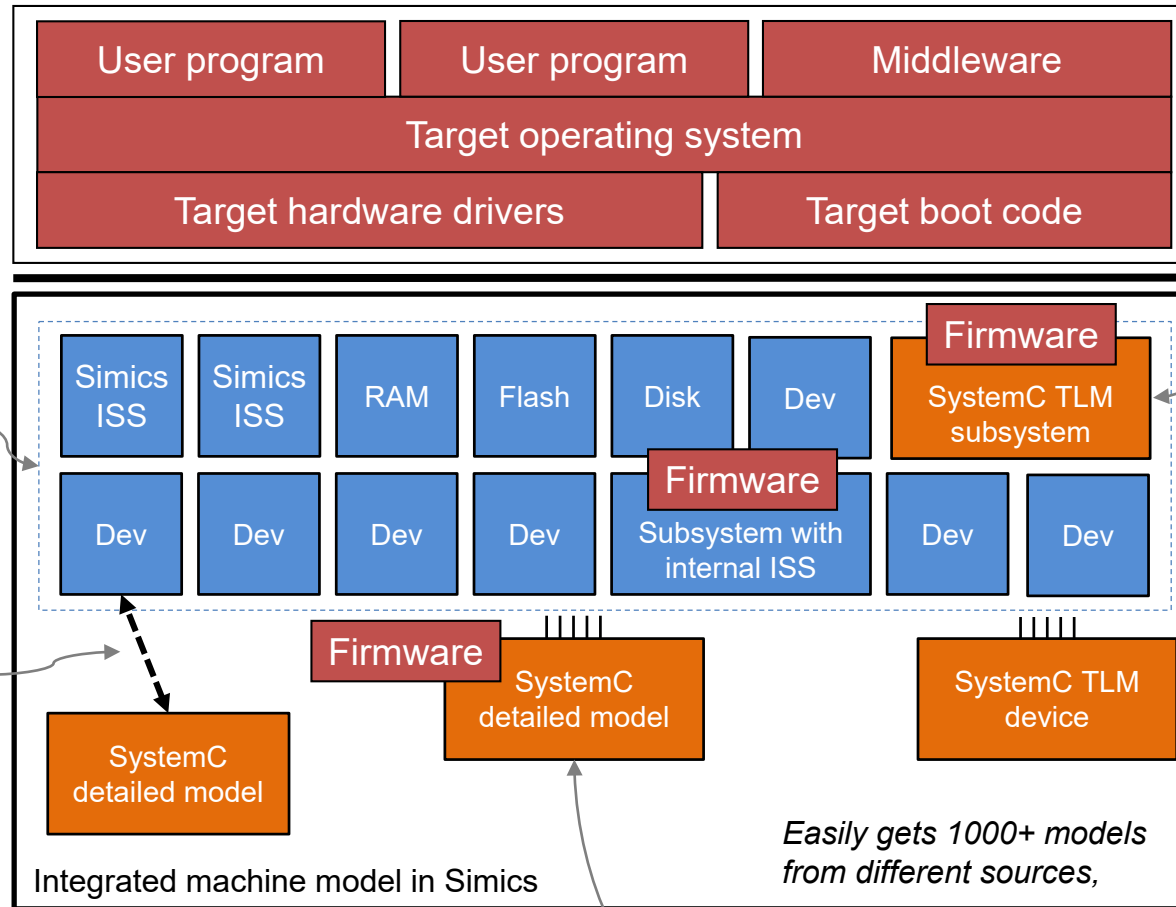 User program
User program
Middleware
Target operating system
Target hardware drivers
Target boot code
Firmware
Simics
ISS
Simics
ISS
RAM
Flash
Disk
Dev
SystemC TLM
subsystem
Firmware
Dev
Dev
Dev
Dev
Subsystem with
internal ISS
Dev
Dev
Firmware
SystemC
detailed model
SystemC TLM
device
SystemC
detailed model
Easily gets 1000+ models
from different sources,
Integrated machine model in Simics